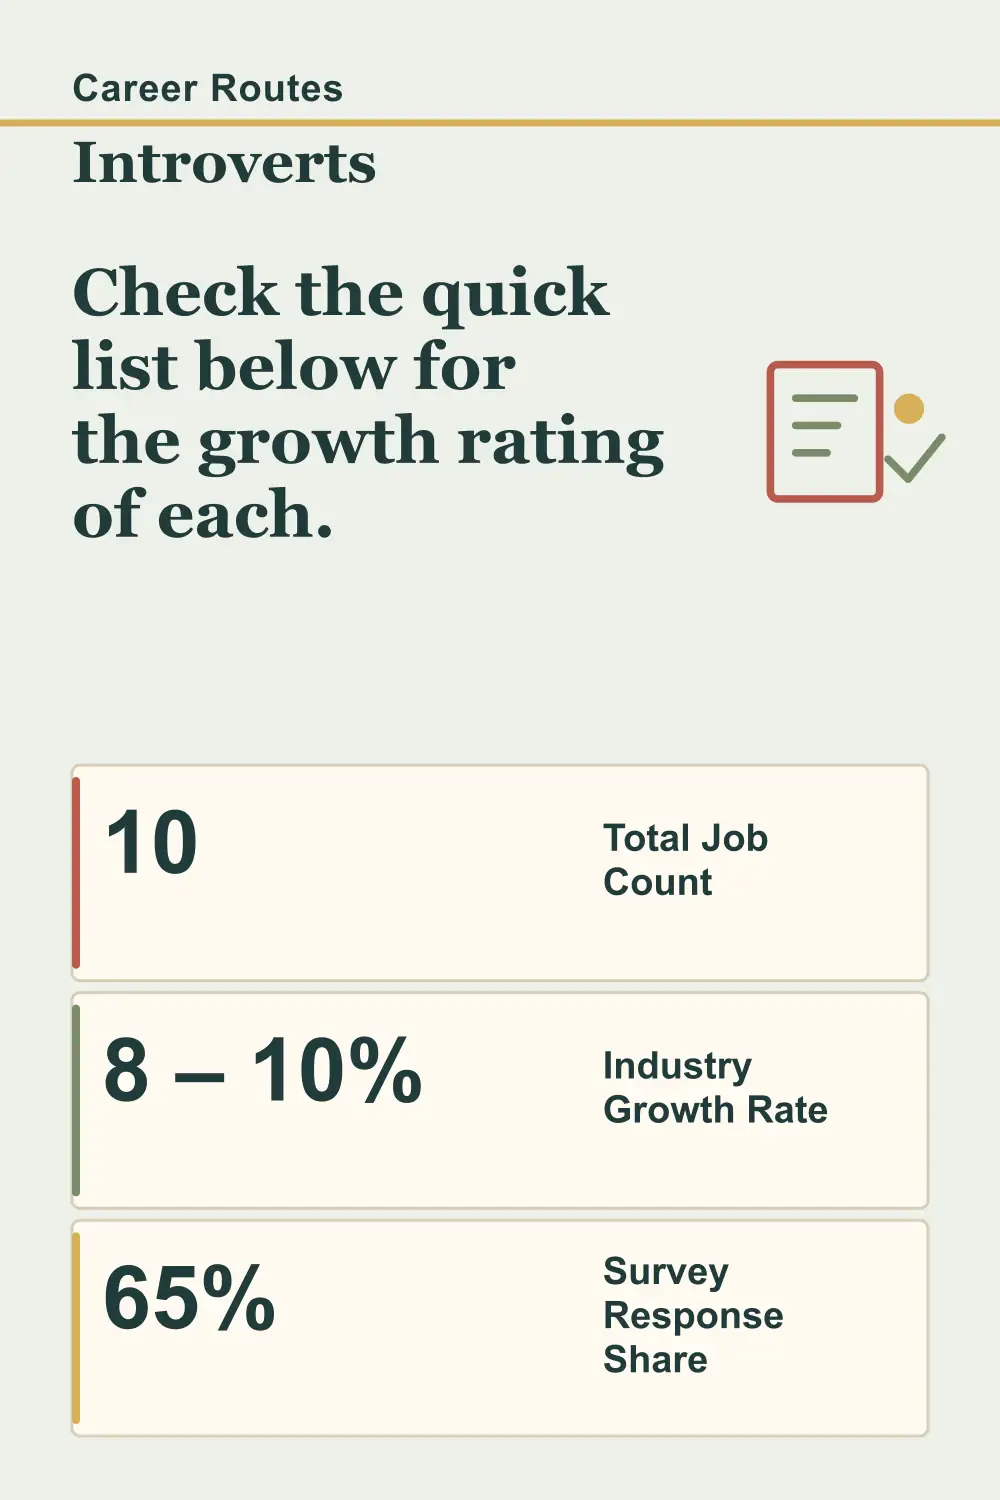 Career Routes
Introverts
Check the quick
list below for
the growth rating
of each.
10
Total Job
Count
8 – 10%
Industry
Growth Rate
65%
Survey
Response
Share